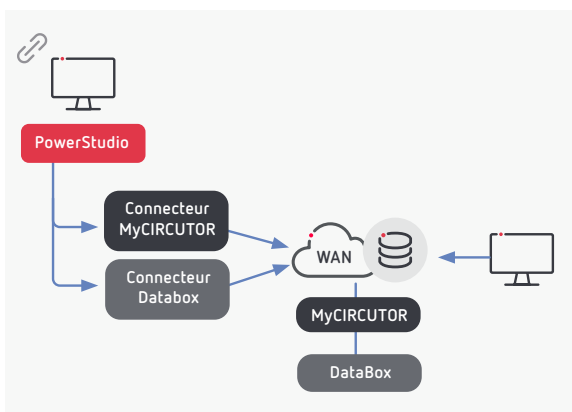 PowerStudio
Connecteur
MyCIRCUTOR
Connecteur
Databox
WAN
MyCIRCUTOR
DataBox